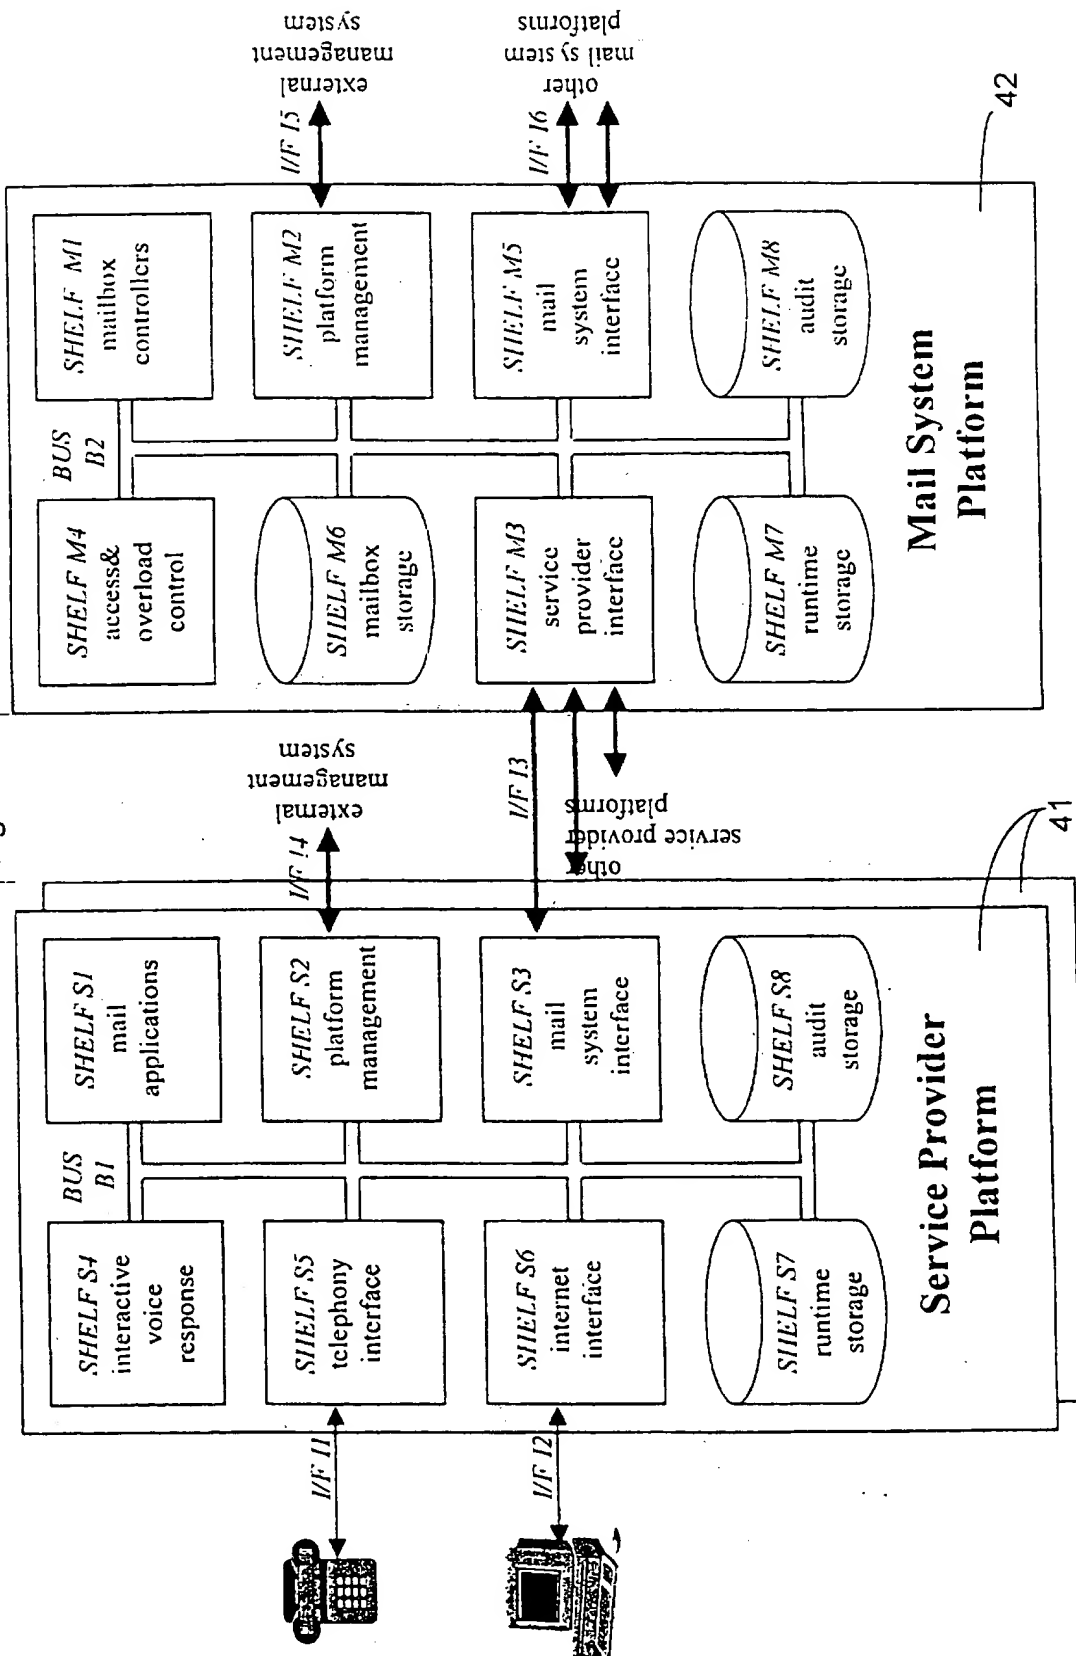 SHELF S4
interactive
voice
response
BUS
B1
SHELF S1
mail
applications
I/F I1
SHELF S5
telephony
interface
SHELF S2
platform
management
I/F I4
external
management
system
I/F I2
SHELF S6
internet
interface
SHELF S3
mail
system
interface
I/F I3
other
service provider
platforms
SHELF S7
runtime
storage
SHELF S8
audit
storage
Service Provider
Platform
41
SHELF M4
access&
overload
control
BUS
B2
SHELF M1
mailbox
controllers
SHELF M6
mailbox
storage
SHELF M2
platform
management
I/F I5
external
management
system
SHELF M3
service
provider
interface
SHELF M5
mail
system
interface
I/F I6
other
mail system
platforms
SHELF M7
runtime
storage
SHELF M8
audit
storage
Mail System
Platform
42